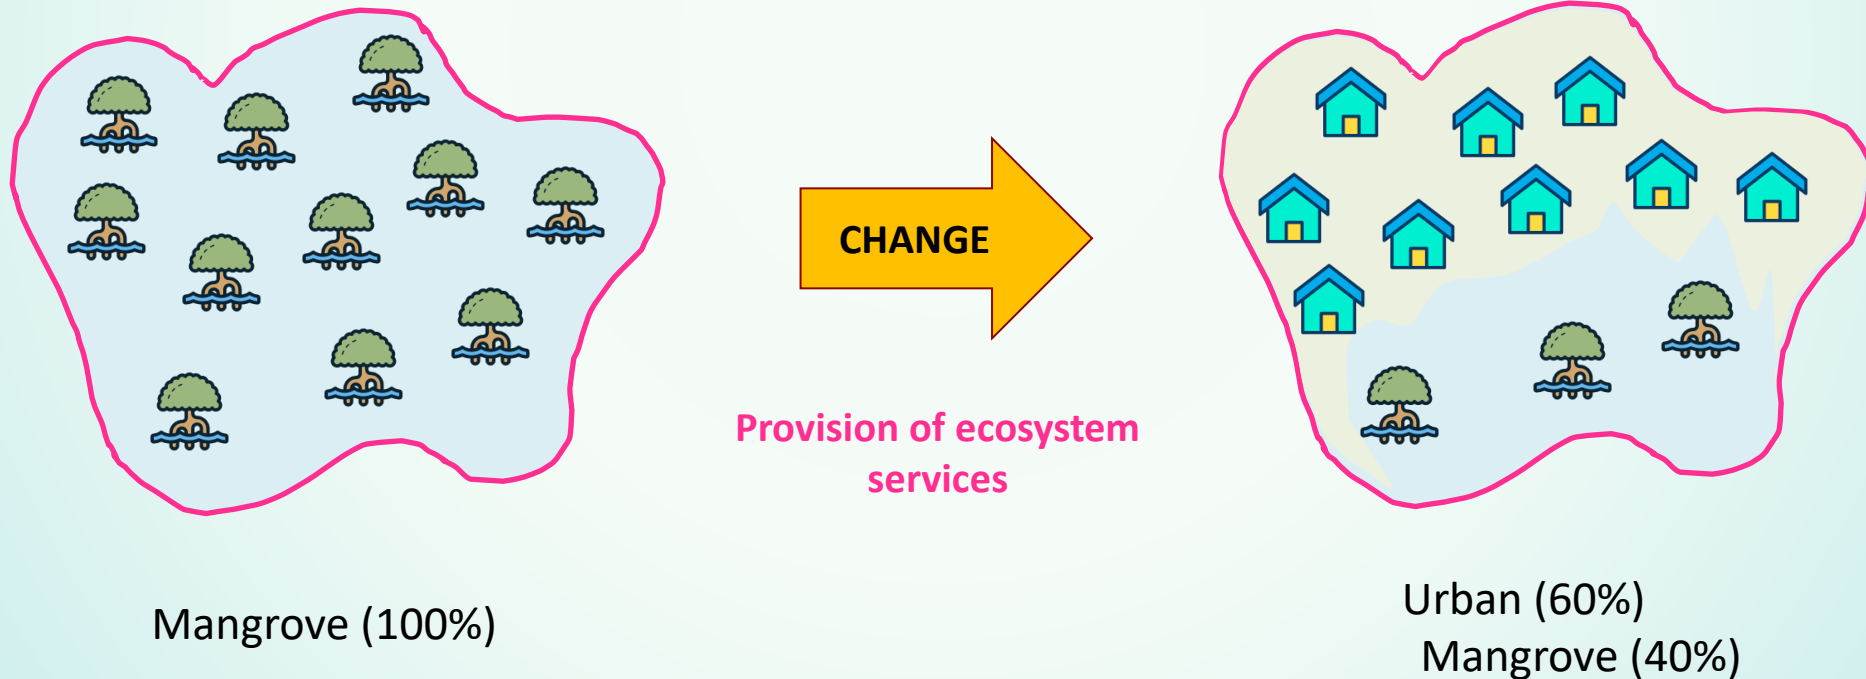 CHANGE
Provision of ecosystem
services
Mangrove (100%)
Urban (60%)
Mangrove (40%)